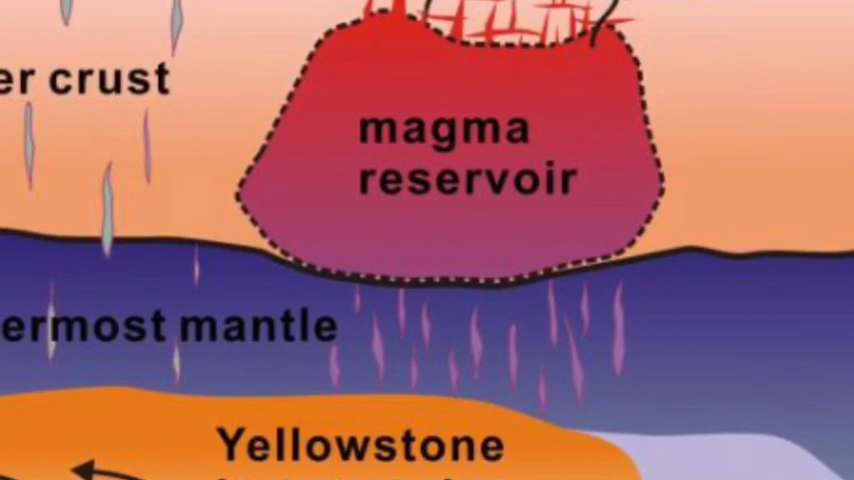 er crust
magma
reservoir
ermost mantle
Yellowstone